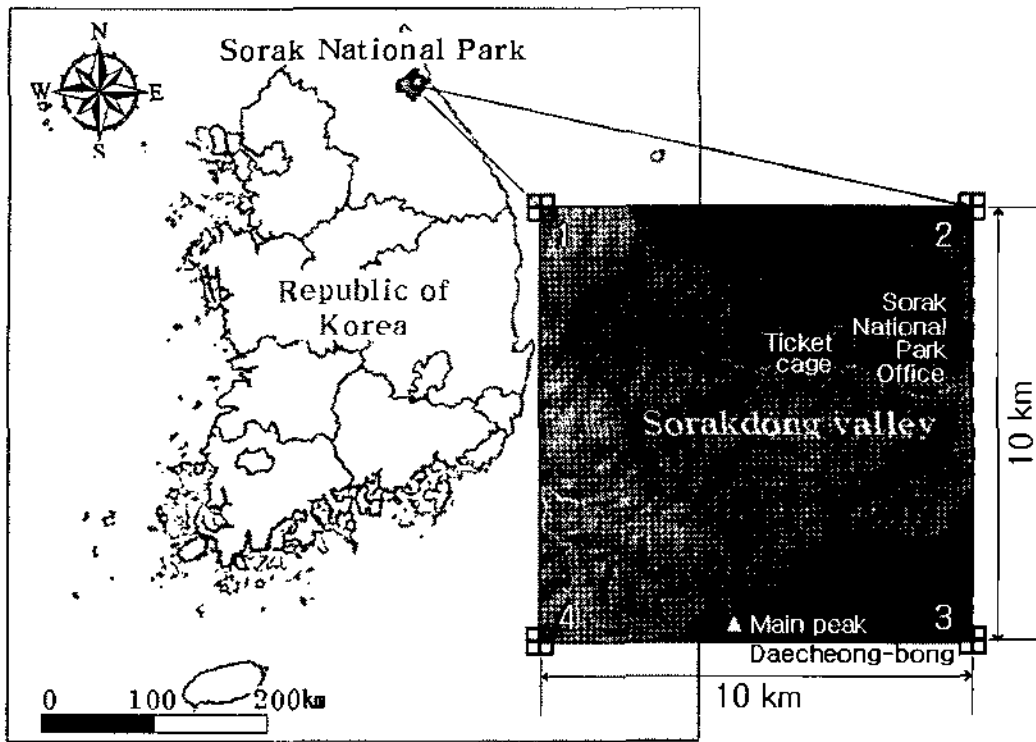 N
W
E
S
Sorak National Park
Republic of
Korea
1
2
Sorak
National
Park
Office
Ticket
cage
Sorakdong valley
10 km
4
3
Main peak
Daecheong-bong
10 km
0 100 200km